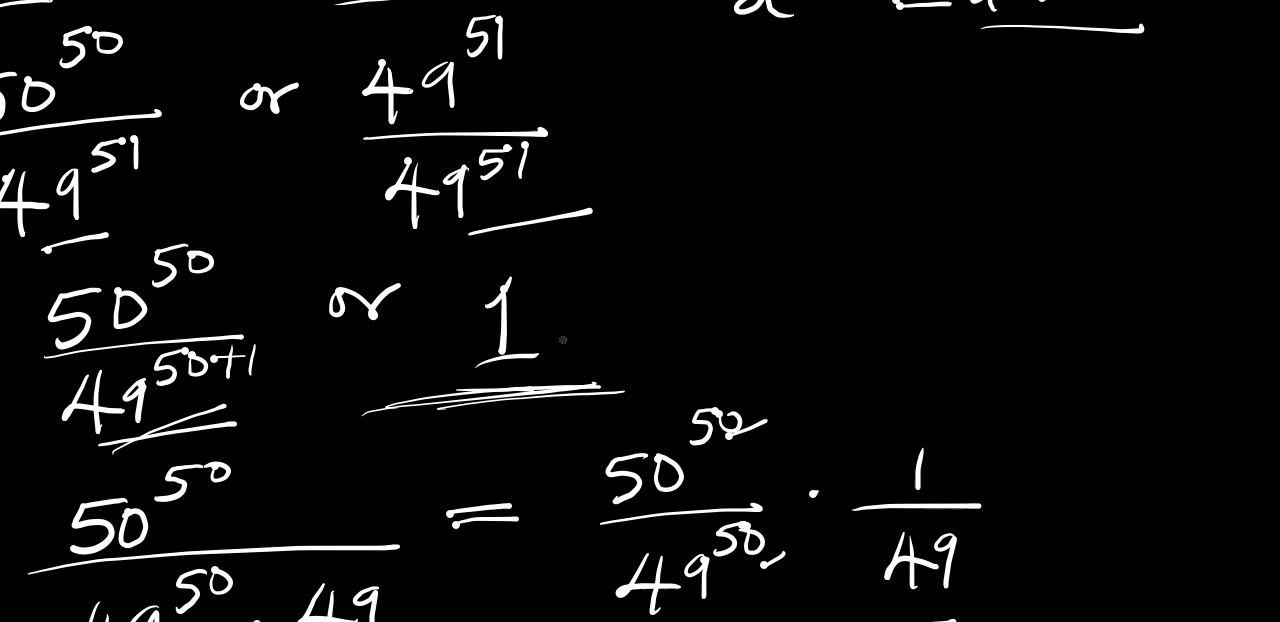 50^50 / 49^51 or 49^51 / 49^51
50^50 / 49^(50+1) or 1
50^50 / 49^50 · 49 = 50^50 / 49^50 · 1 / 49